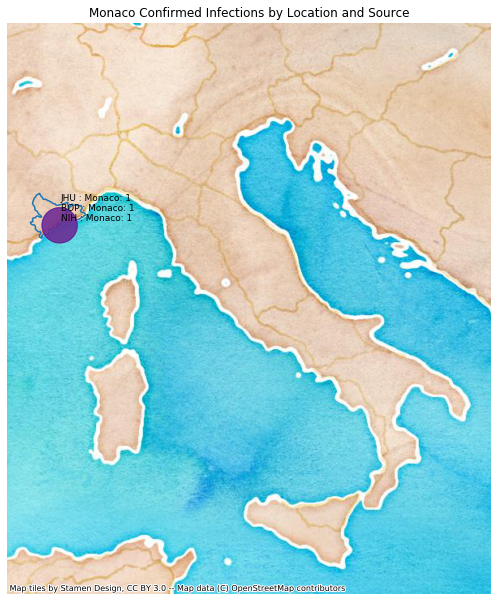 Monaco Confirmed Infections by Location and Source
JHU : Monaco: 1
BOP : Monaco: 1
NIH : Monaco: 1
Map tiles by Stamen Design, CC BY 3.0 -- Map data (C) OpenStreetMap contributors